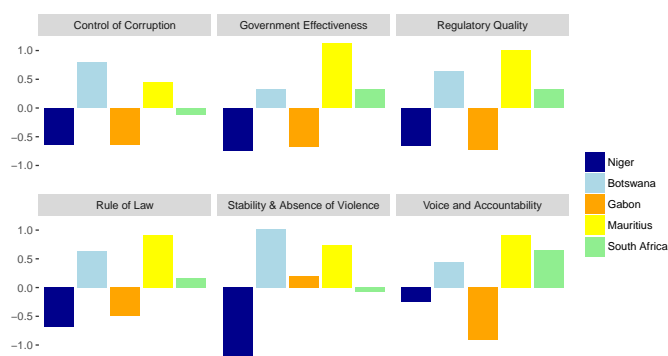 Control of Corruption
Government Effectiveness
Regulatory Quality
1.0
0.5
0.0
−0.5
−1.0
Rule of Law
Stability & Absence of Violence
Voice and Accountability
1.0
0.5
0.0
−0.5
−1.0
Niger
Botswana
Gabon
Mauritius
South Africa